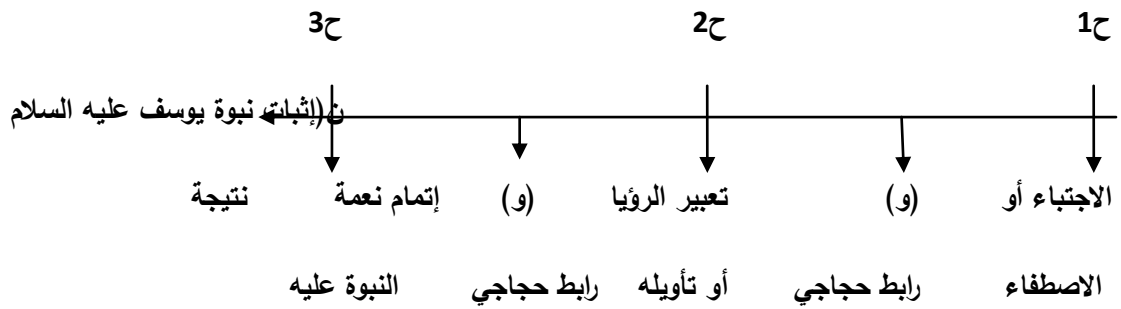 ح1 ح2 ح3
ن(إثبات نبوة يوسف عليه السلام
الاجتباء أو (و) تعبير الرؤيا (و) إتمام نعمة نتيجة
الاصطفاء رابط حجاجي أو تأويله رابط حجاجي النبوة عليه